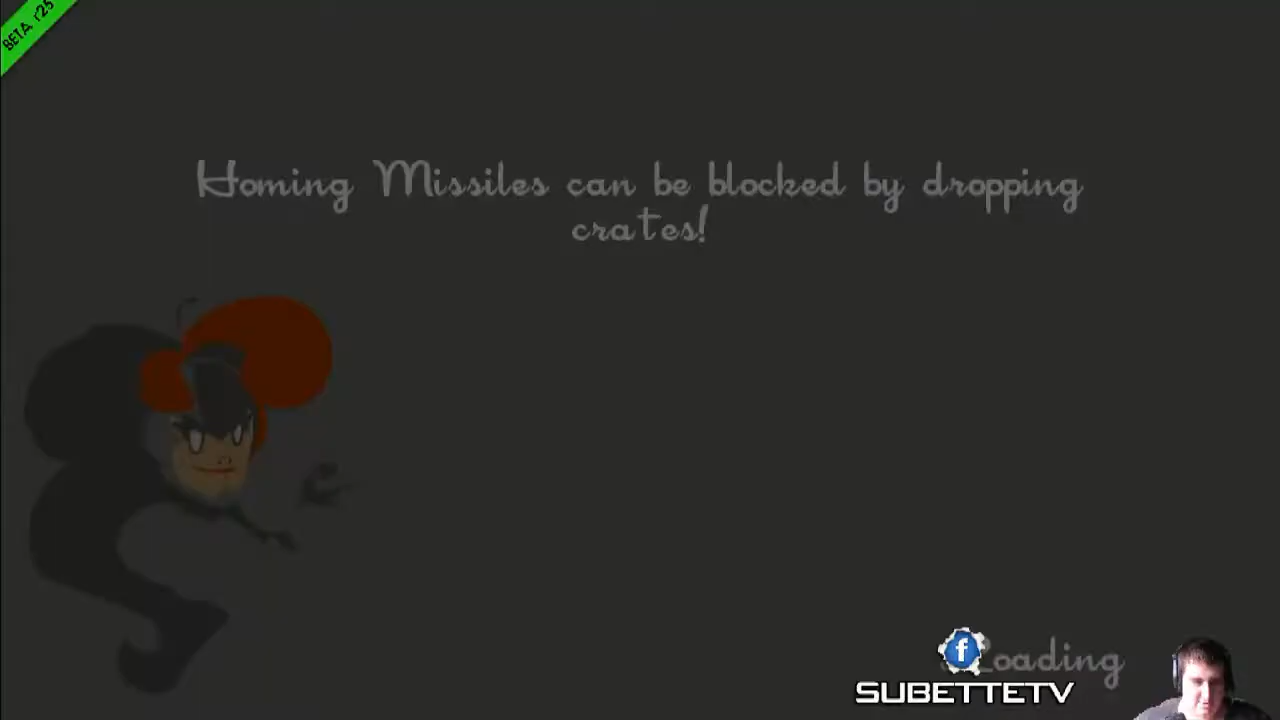 BETA r25
Homing Missiles can be blocked by dropping
crates!
Loading
SUBETTETV